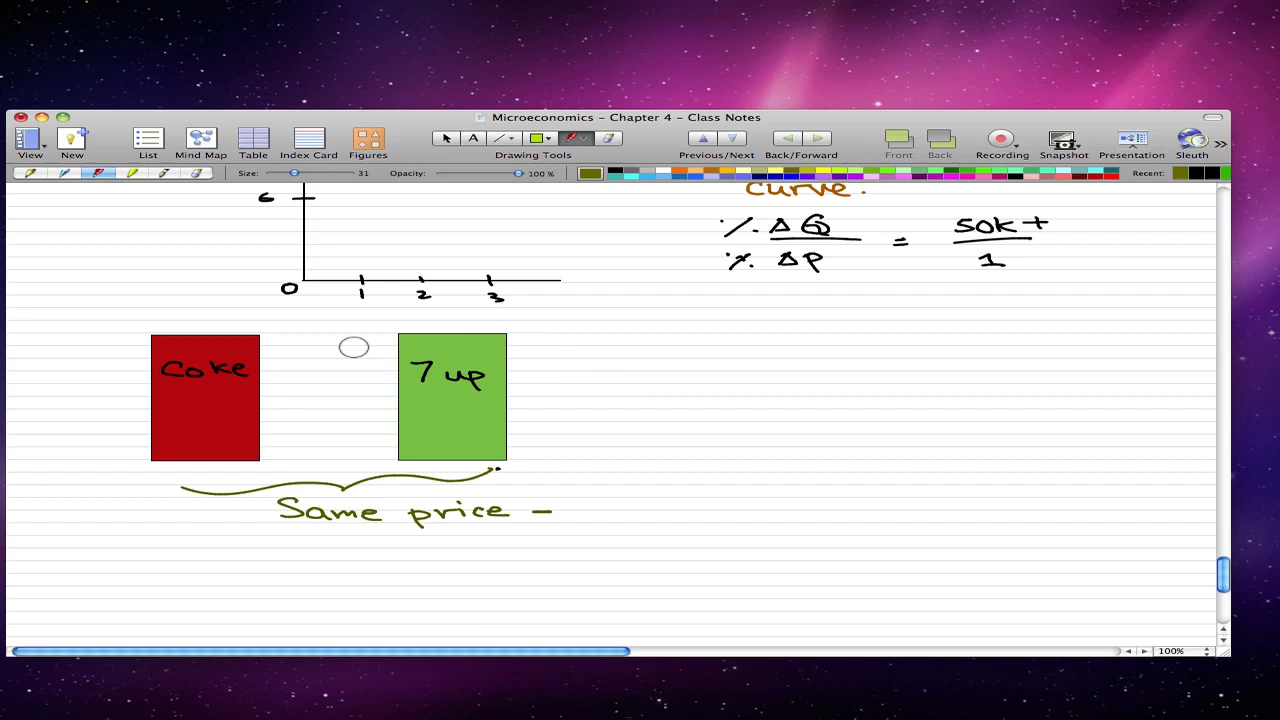 Microeconomics - Chapter 4 - Class Notes
View New List Mind Map Table Index Card Figures Drawing Tools Previous/Next Back/Forward Front Back Recording Snapshot Presentation Sleuth
Size: 31 Opacity: 100 % Recent:
curve.
6
% ΔQ = 50k+
% ΔP 1
0 1 2 3
Coke 7 up
Same price -
100%